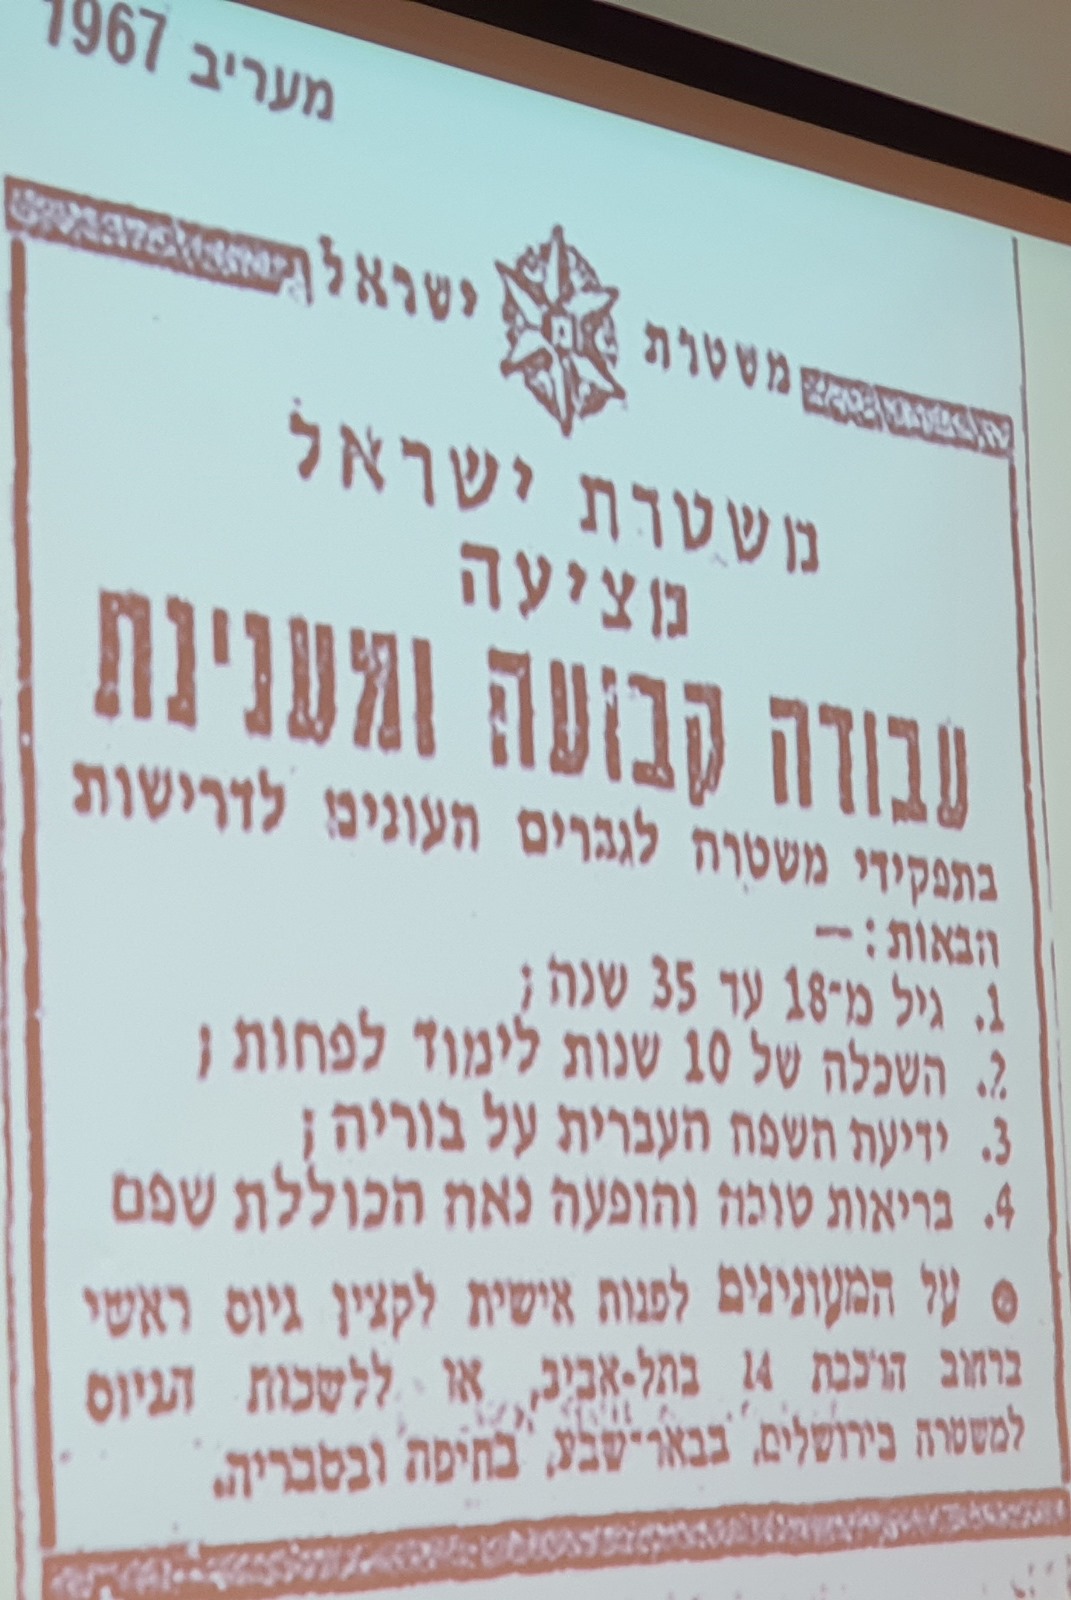 מעריב 1967
משטרת ישראל
משטרת ישראל
מציעה
עבודה קבועה ומענינת
בתפקידי משטרה לגברים העונים לדרישות
הבאות : —
1. גיל מ־18 עד 35 שנה ;
2. השכלה של 10 שנות לימוד לפחות ;
3. ידיעת השפה העברית על בוריה ;
4. בריאות טובה והופעה נאה הכוללת שפם
על המעונינים לפנות אישית לקצין גיוס ראשי
ברחוב הרכבת 14 בתל-אביב, או ללשכות הגיוס
למשטרה בירושלים, בבאר־שבע, בחיפה ובטבריה.